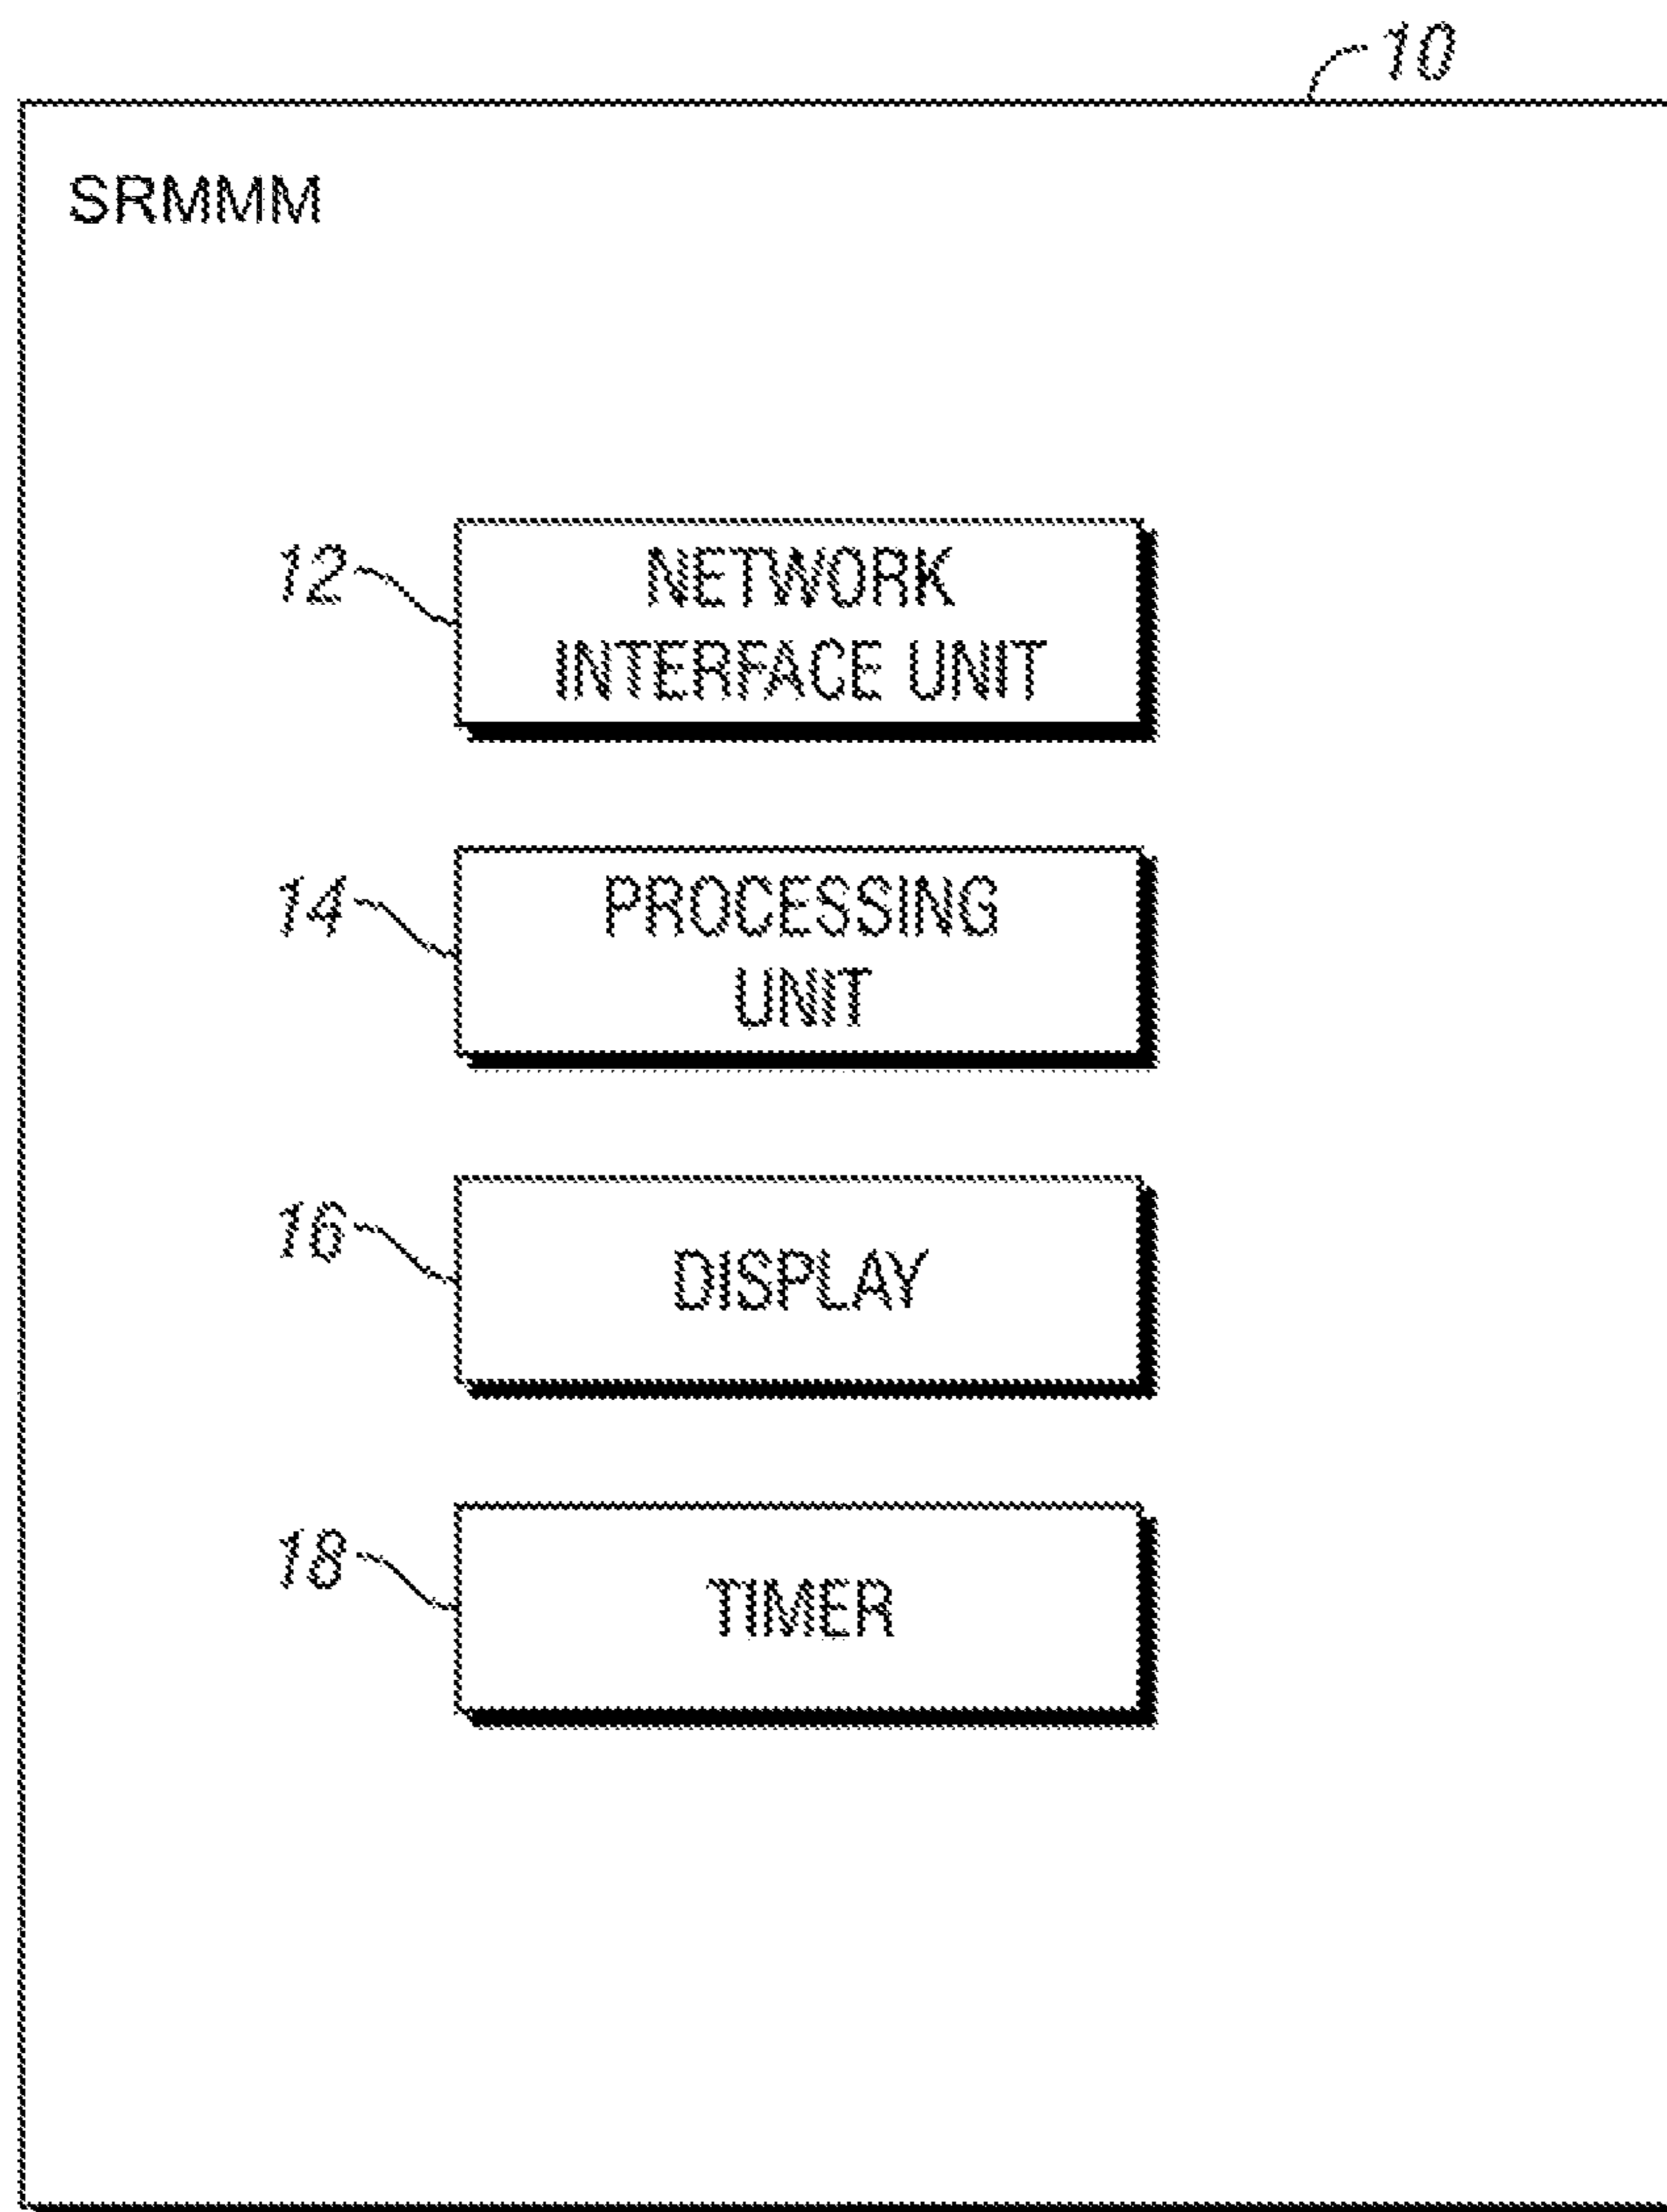 10
SRMMM
12
NETWORK
INTERFACE UNIT
14
PROCESSING
UNIT
16
DISPLAY
18
TIMER